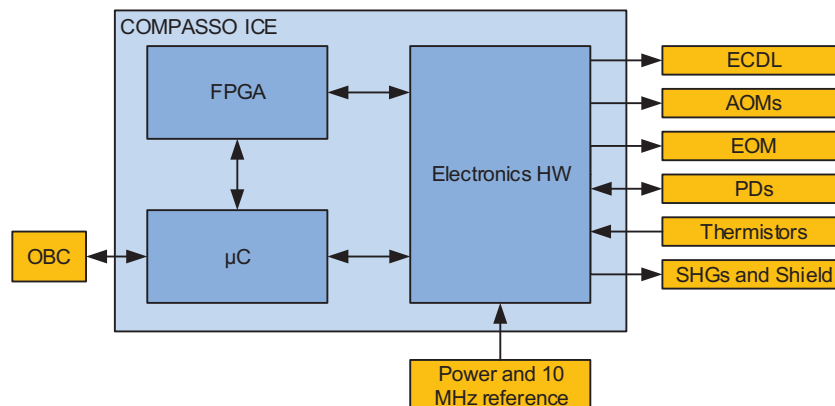 COMPASSO ICE
FPGA
Electronics HW
µC
OBC
ECDL
AOMs
EOM
PDs
Thermistors
SHGs and Shield
Power and 10
MHz reference